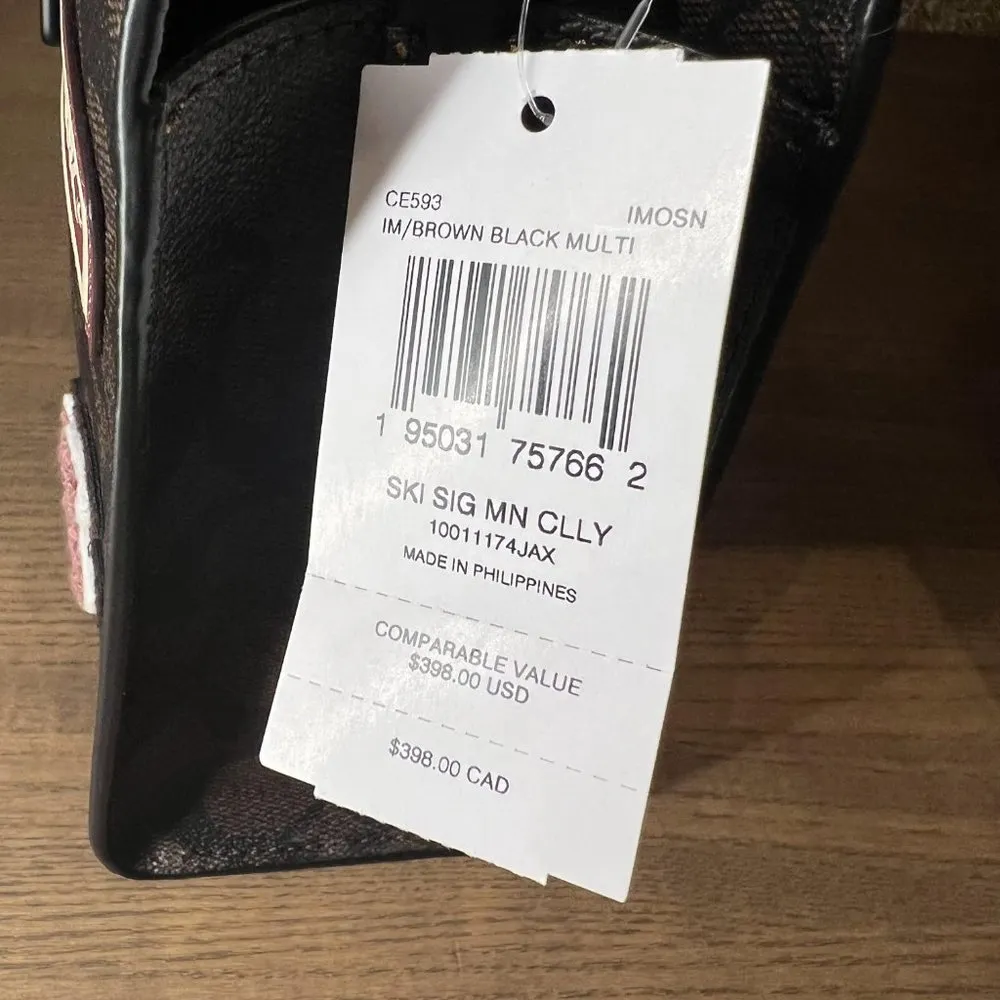 CE593
IMOSN
IM/BROWN BLACK MULTI
1 95031 75766 2
SKI SIG MN CLLY
10011174JAX
MADE IN PHILIPPINES
COMPARABLE VALUE
$398.00 USD
$398.00 CAD